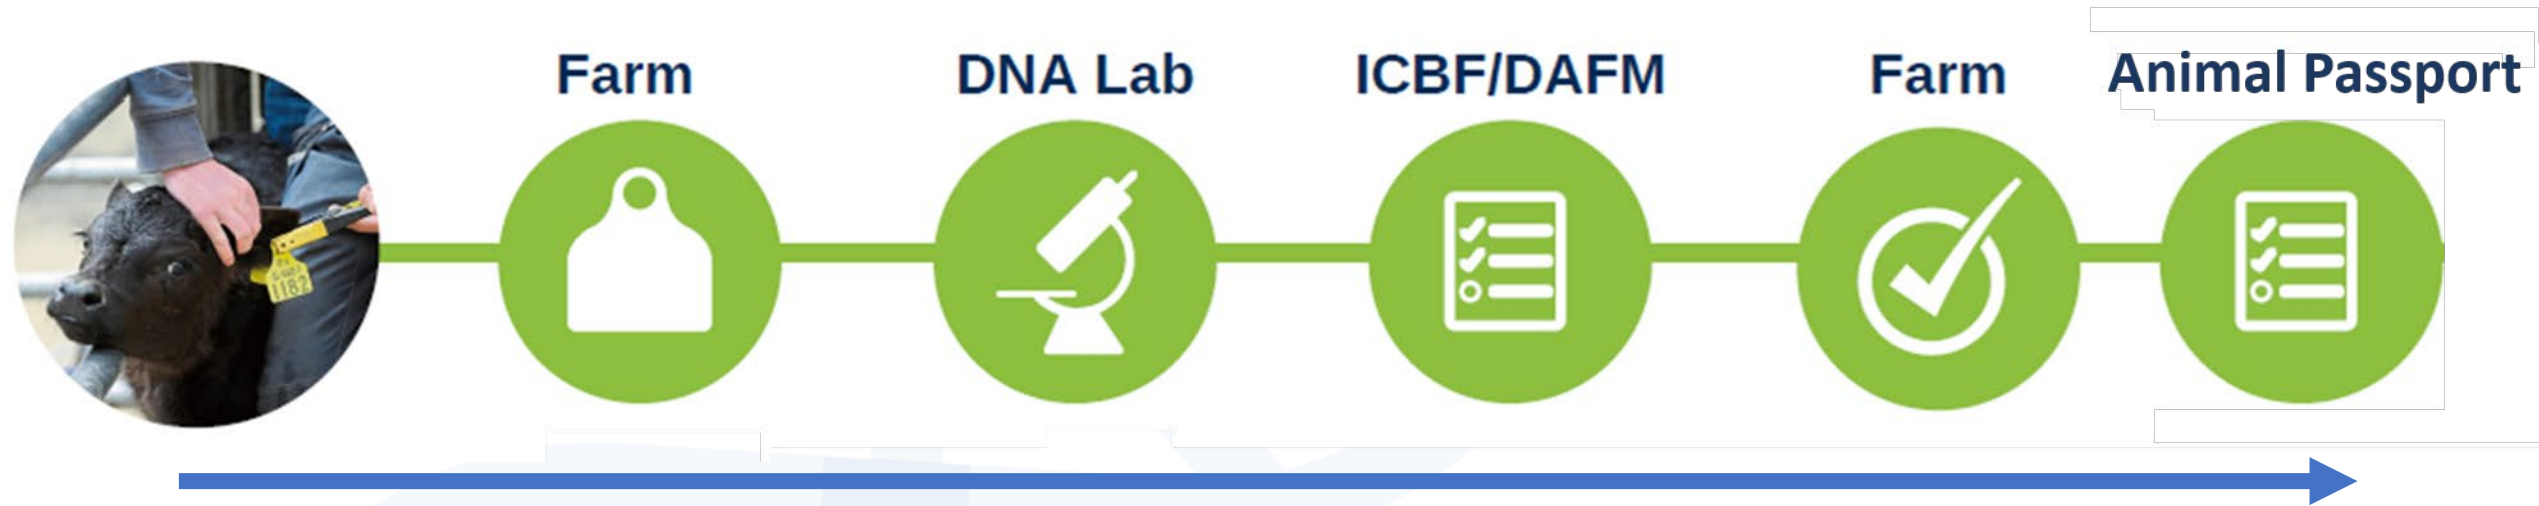 Farm
DNA Lab
ICBF/DAFM
Farm
Animal Passport
1182